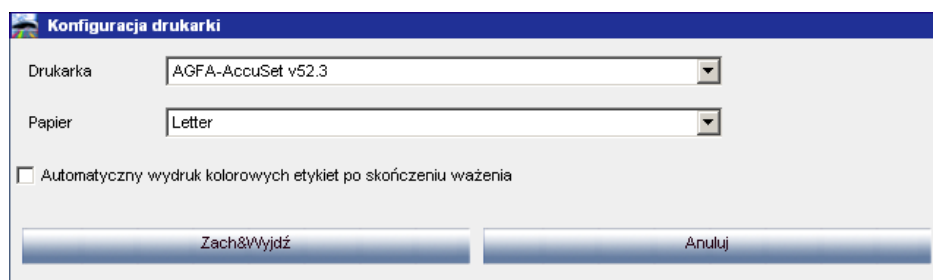 Konfiguracja drukarki
Drukarka AGFA-AccuSet v52.3
Papier Letter
Automatyczny wydruk kolorowych etykiet po skończeniu ważenia
Zach&Wyjdź Anuluj